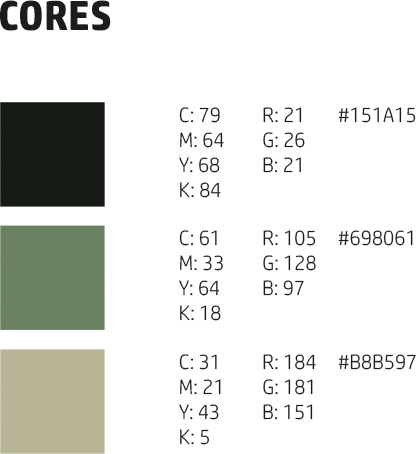 CORES
C: 79 R: 21 #151A15
M: 64 G: 26
Y: 68 B: 21
K: 84
C: 61 R: 105 #698061
M: 33 G: 128
Y: 64 B: 97
K: 18
C: 31 R: 184 #B8B597
M: 21 G: 181
Y: 43 B: 151
K: 5